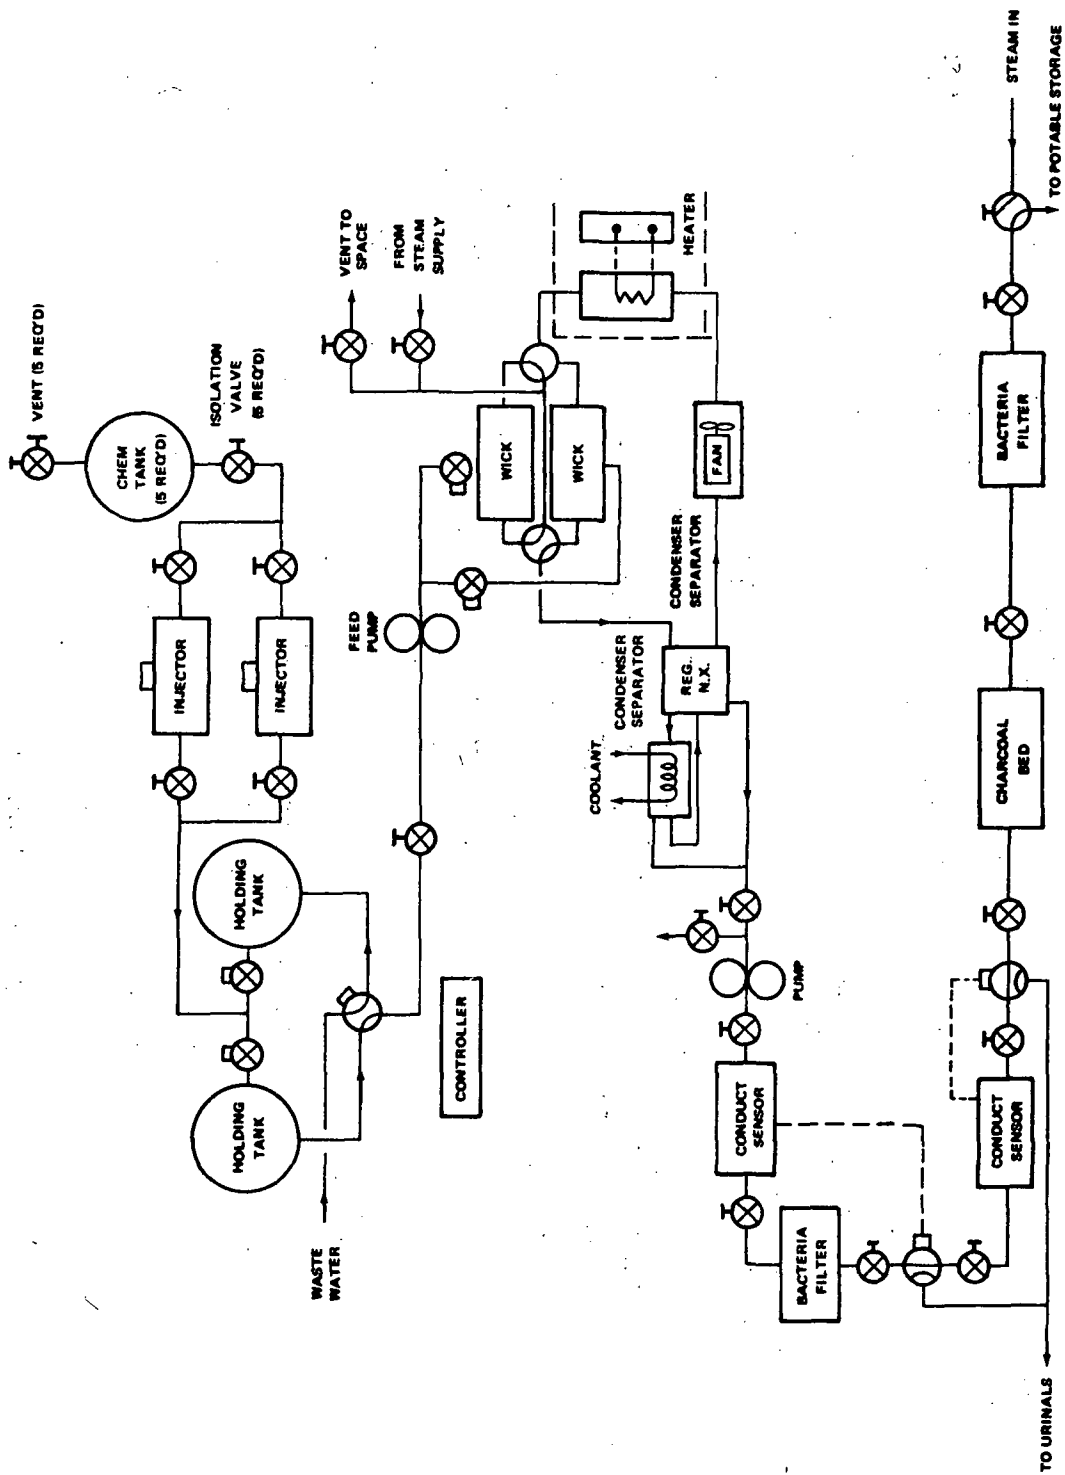 VENT (5 REQ'D)
CHEM
TANK
(5 REQ'D)
ISOLATION
VALVE
(5 REQ'D)
INJECTOR
INJECTOR
HOLDING
TANK
HOLDING
TANK
WASTE
WATER
CONTROLLER
FEED
PUMP
VENT TO
SPACE
FROM
STEAM
SUPPLY
WICK
WICK
HEATER
FAN
CONDENSER
SEPARATOR
REG.
N.X.
CONDENSER
SEPARATOR
COOLANT
PUMP
CONDUCT
SENSOR
BACTERIA
FILTER
CONDUCT
SENSOR
CHARCOAL
BED
BACTERIA
FILTER
STEAM IN
TO POTABLE STORAGE
TO URINALS